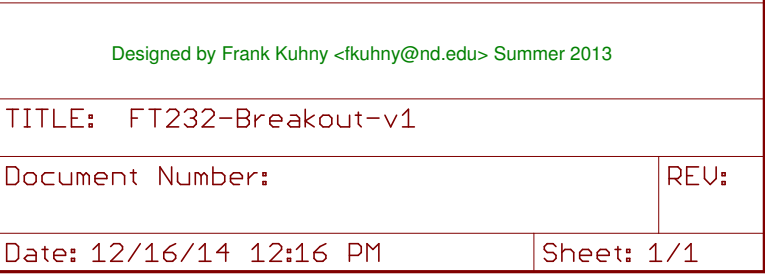 Designed by Frank Kuhny <fkuhny@nd.edu> Summer 2013
TITLE: FT232-Breakout-v1
Document Number:
REV:
Date: 12/16/14 12:16 PM
Sheet: 1/1